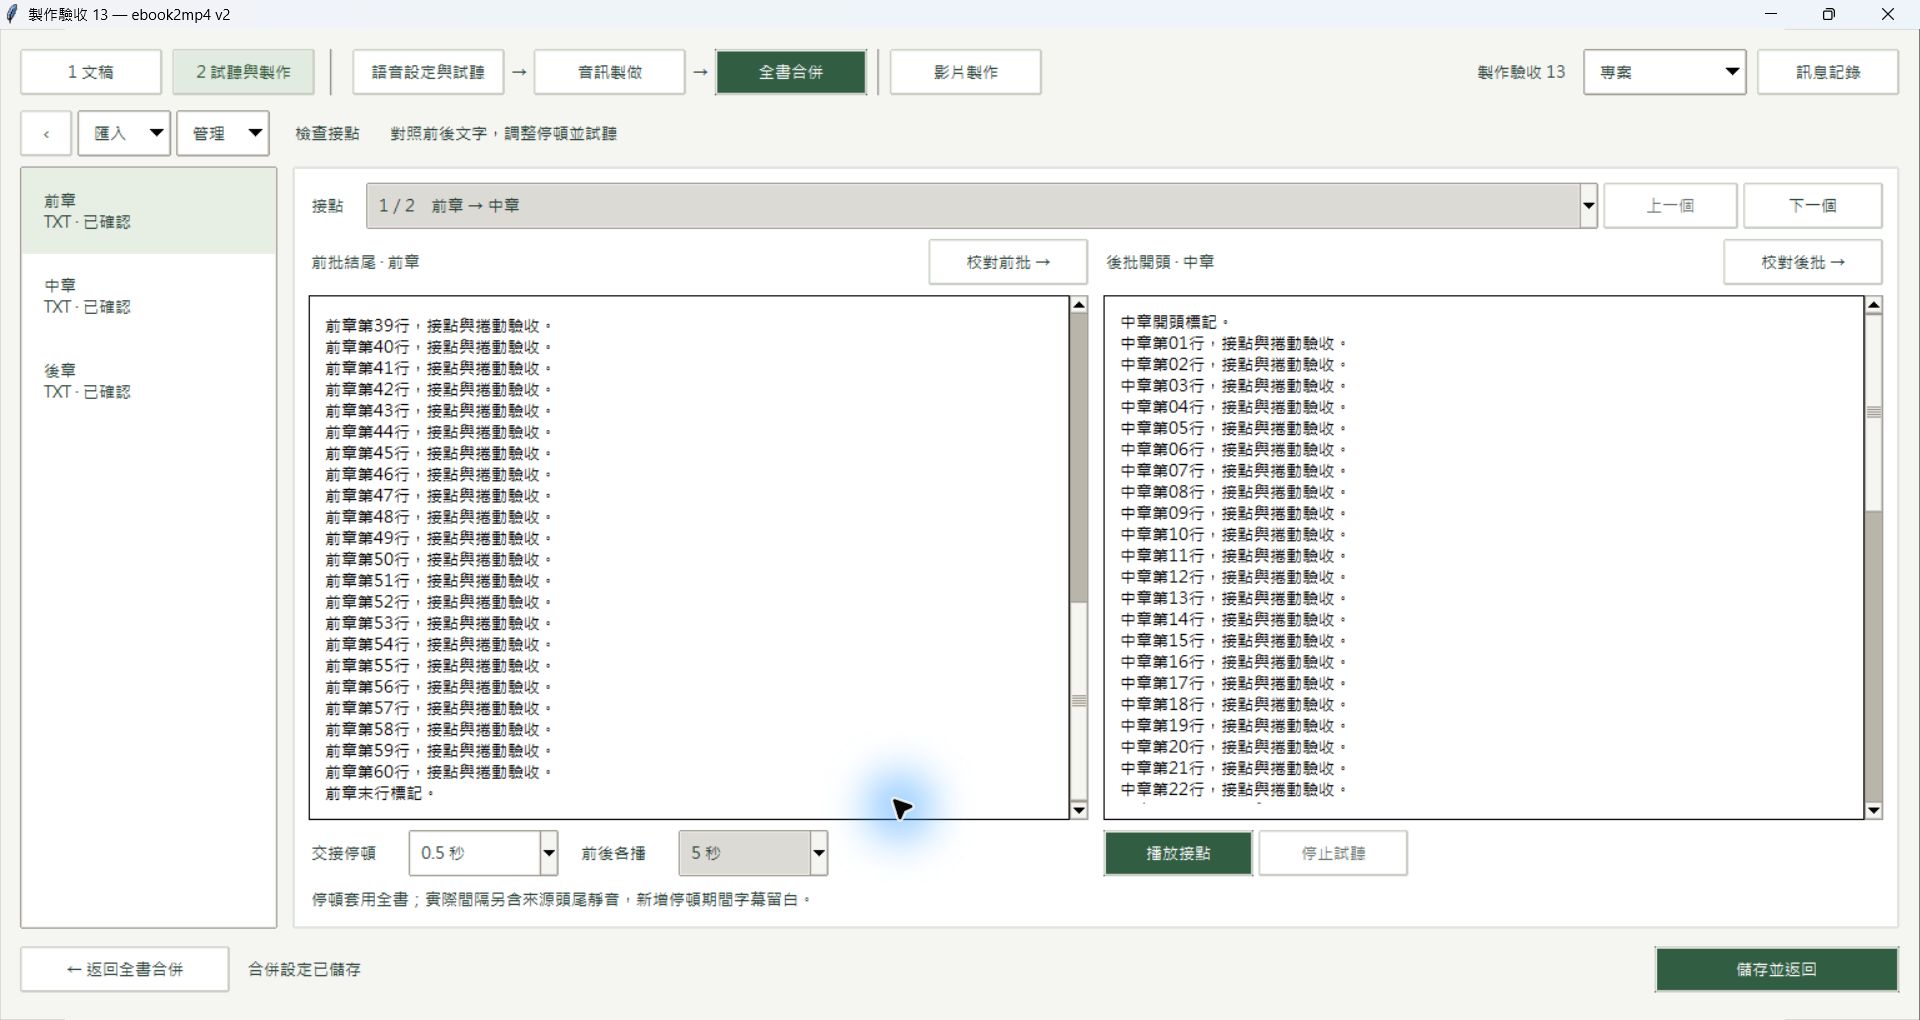 製作驗收 13 — ebook2mp4 v2
1 文稿
2 試聽與製作
語音設定與試聽
→
音訊製做
→
全書合併
影片製作
製作驗收 13
專案
訊息記錄
‹
匯入
管理
檢查接點
對照前後文字，調整停頓並試聽
前章
TXT · 已確認
中章
TXT · 已確認
後章
TXT · 已確認
接點
1 / 2 前章 → 中章
上一個
下一個
前批結尾 · 前章
校對前批 →
前章第39行，接點與捲動驗收。
前章第40行，接點與捲動驗收。
前章第41行，接點與捲動驗收。
前章第42行，接點與捲動驗收。
前章第43行，接點與捲動驗收。
前章第44行，接點與捲動驗收。
前章第45行，接點與捲動驗收。
前章第46行，接點與捲動驗收。
前章第47行，接點與捲動驗收。
前章第48行，接點與捲動驗收。
前章第49行，接點與捲動驗收。
前章第50行，接點與捲動驗收。
前章第51行，接點與捲動驗收。
前章第52行，接點與捲動驗收。
前章第53行，接點與捲動驗收。
前章第54行，接點與捲動驗收。
前章第55行，接點與捲動驗收。
前章第56行，接點與捲動驗收。
前章第57行，接點與捲動驗收。
前章第58行，接點與捲動驗收。
前章第59行，接點與捲動驗收。
前章第60行，接點與捲動驗收。
前章末行標記。
後批開頭 · 中章
校對後批 →
中章開頭標記。
中章第01行，接點與捲動驗收。
中章第02行，接點與捲動驗收。
中章第03行，接點與捲動驗收。
中章第04行，接點與捲動驗收。
中章第05行，接點與捲動驗收。
中章第06行，接點與捲動驗收。
中章第07行，接點與捲動驗收。
中章第08行，接點與捲動驗收。
中章第09行，接點與捲動驗收。
中章第10行，接點與捲動驗收。
中章第11行，接點與捲動驗收。
中章第12行，接點與捲動驗收。
中章第13行，接點與捲動驗收。
中章第14行，接點與捲動驗收。
中章第15行，接點與捲動驗收。
中章第16行，接點與捲動驗收。
中章第17行，接點與捲動驗收。
中章第18行，接點與捲動驗收。
中章第19行，接點與捲動驗收。
中章第20行，接點與捲動驗收。
中章第21行，接點與捲動驗收。
中章第22行，接點與捲動驗收。
交接停頓
0.5 秒
前後各播
5 秒
播放接點
停止試聽
停頓套用全書；實際間隔另含來源頭尾靜音，新增停頓期間字幕留白。
← 返回全書合併
合併設定已儲存
儲存並返回